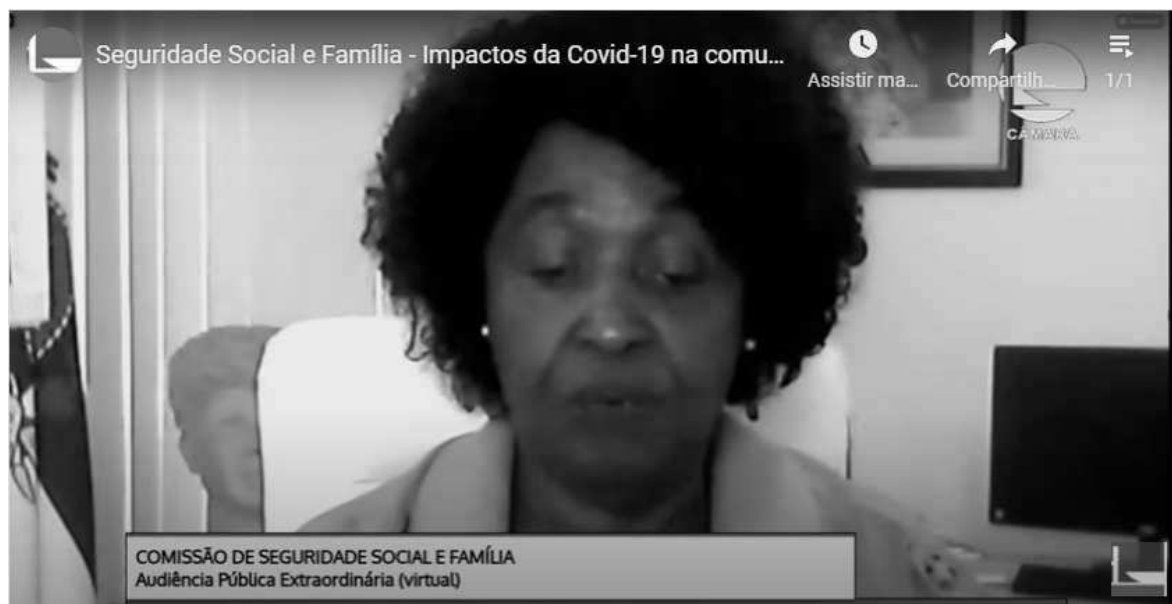 Seguridade Social e Família - Impactos da Covid-19 na comu...
Assistir ma...
Compartilh...
1/1
CÂMARA
COMISSÃO DE SEGURIDADE SOCIAL E FAMÍLIA
Audiência Pública Extraordinária (virtual)